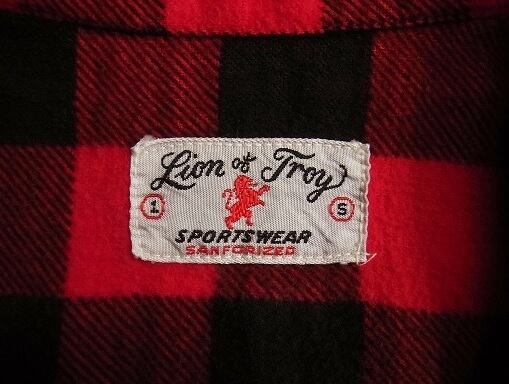 Lion of Troy
1 S
SPORTSWEAR
SANFORIZED